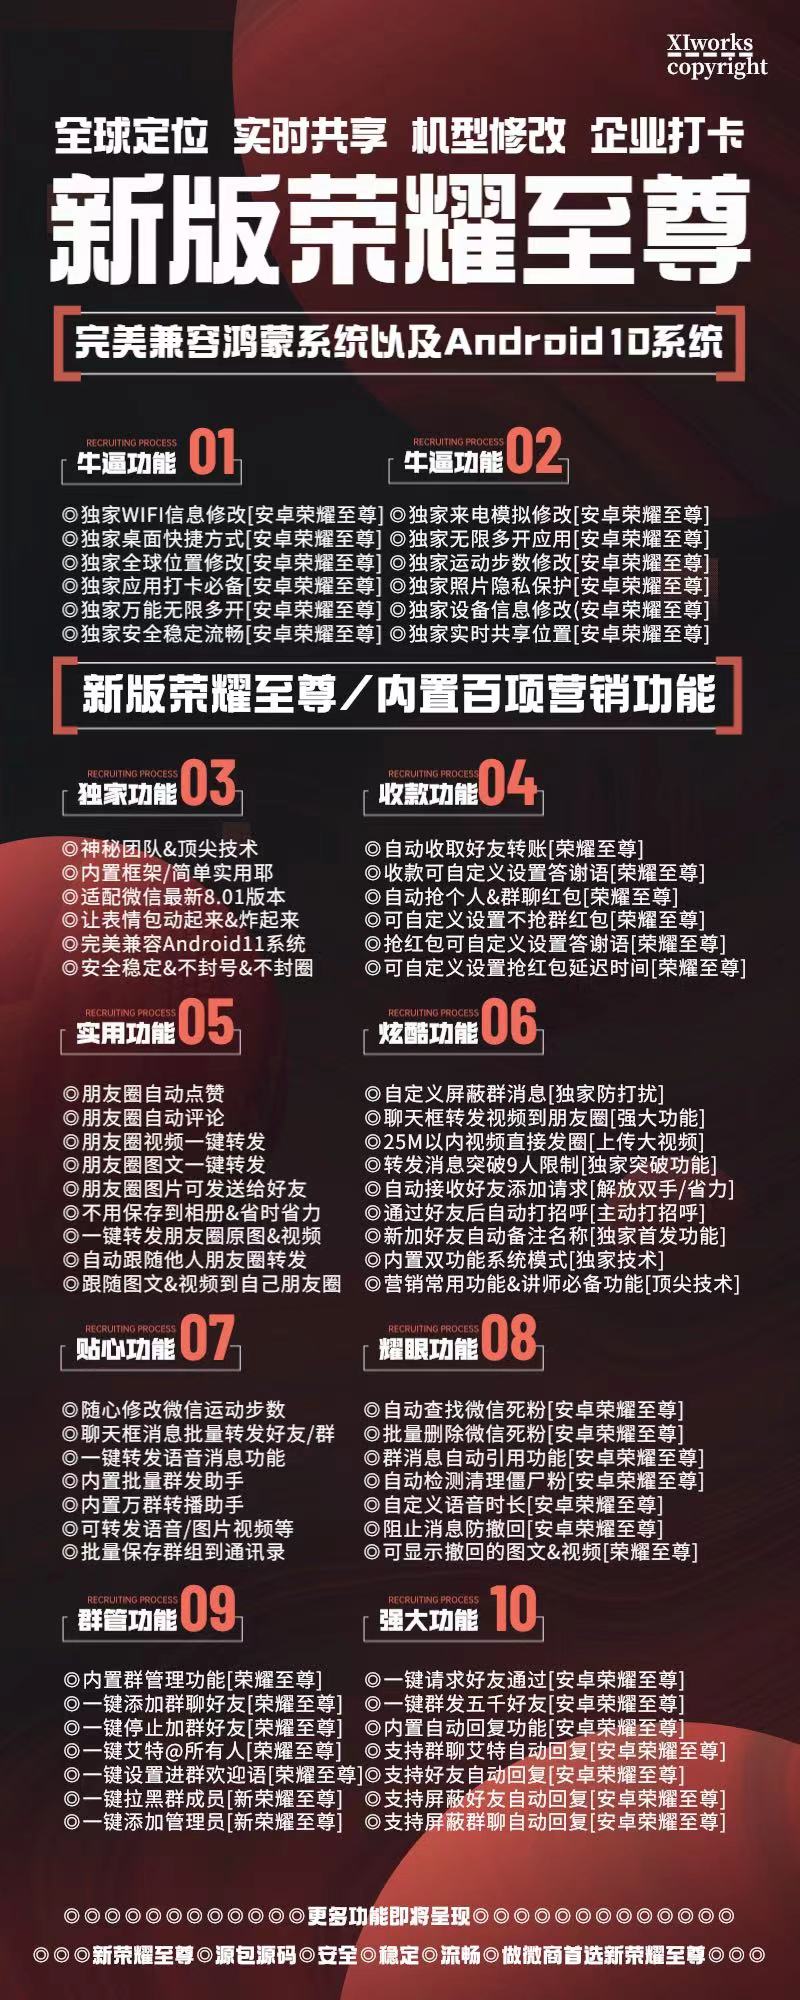 XIworks
copyright
全球定位 实时共享 机型修改 企业打卡
新版荣耀至尊
完美兼容鸿蒙系统以及Android10系统
RECRUITING PROCESS
牛逼功能 01
◎独家WIFI信息修改[安卓荣耀至尊]
◎独家桌面快捷方式[安卓荣耀至尊]
◎独家全球位置修改[安卓荣耀至尊]
◎独家应用打卡必备[安卓荣耀至尊]
◎独家万能无限多开[安卓荣耀至尊]
◎独家安全稳定流畅[安卓荣耀至尊]
RECRUITING PROCESS
牛逼功能 02
◎独家来电模拟修改[安卓荣耀至尊]
◎独家无限多开应用[安卓荣耀至尊]
◎独家运动步数修改[安卓荣耀至尊]
◎独家照片隐私保护[安卓荣耀至尊]
◎独家设备信息修改(安卓荣耀至尊]
◎独家实时共享位置[安卓荣耀至尊]
新版荣耀至尊/内置百项营销功能
RECRUITING PROCESS
独家功能 03
◎神秘团队&顶尖技术
◎内置框架/简单实用耶
◎适配微信最新8.01版本
◎让表情包动起来&炸起来
◎完美兼容Android11系统
◎安全稳定&不封号&不封圈
RECRUITING PROCESS
收款功能 04
◎自动收取好友转账[荣耀至尊]
◎收款可自定义设置答谢语[荣耀至尊]
◎自动抢个人&群聊红包[荣耀至尊]
◎可自定义设置不抢群红包[荣耀至尊]
◎抢红包可自定义设置答谢语[荣耀至尊]
◎可自定义设置抢红包延迟时间[荣耀至尊]
RECRUITING PROCESS
实用功能 05
◎朋友圈自动点赞
◎朋友圈自动评论
◎朋友圈视频一键转发
◎朋友圈图文一键转发
◎朋友圈图片可发送给好友
◎不用保存到相册&省时省力
◎一键转发朋友圈原图&视频
◎自动跟随他人朋友圈转发
◎跟随图文&视频到自己朋友圈
RECRUITING PROCESS
炫酷功能 06
◎自定义屏蔽群消息[独家防打扰]
◎聊天框转发视频到朋友圈[强大功能]
◎25M以内视频直接发圈[上传大视频]
◎转发消息突破9人限制[独家突破功能]
◎自动接收好友添加请求[解放双手/省力]
◎通过好友后自动打招呼[主动打招呼]
◎新加好友自动备注名称[独家首发功能]
◎内置双功能系统模式[独家技术]
◎营销常用功能&讲师必备功能[顶尖技术]
RECRUITING PROCESS
贴心功能 07
◎随心修改微信运动步数
◎聊天框消息批量转发好友/群
◎一键转发语音消息功能
◎内置批量群发助手
◎内置万群转播助手
◎可转发语音/图片视频等
◎批量保存群组到通讯录
RECRUITING PROCESS
耀眼功能 08
◎自动查找微信死粉[安卓荣耀至尊]
◎批量删除微信死粉[安卓荣耀至尊]
◎群消息自动引用功能[安卓荣耀至尊]
◎自动检测清理僵尸粉[安卓荣耀至尊]
◎自定义语音时长[安卓荣耀至尊]
◎阻止消息防撤回[安卓荣耀至尊]
◎可显示撤回的图文&视频[荣耀至尊]
RECRUITING PROCESS
群管功能 09
◎内置群管理功能[荣耀至尊]
◎一键添加群聊好友[荣耀至尊]
◎一键停止加群好友[荣耀至尊]
◎一键艾特@所有人[荣耀至尊]
◎一键设置进群欢迎语[荣耀至尊]
◎一键拉黑群成员[新荣耀至尊]
◎一键添加管理员[新荣耀至尊]
RECRUITING PROCESS
强大功能 10
◎一键请求好友通过[安卓荣耀至尊]
◎一键群发五千好友[安卓荣耀至尊]
◎内置自动回复功能[安卓荣耀至尊]
◎支持群聊艾特自动回复[安卓荣耀至尊]
◎支持好友自动回复[安卓荣耀至尊]
◎支持屏蔽好友自动回复[安卓荣耀至尊]
◎支持屏蔽群聊自动回复[安卓荣耀至尊]
◎◎◎◎◎◎◎◎◎◎◎◎更多功能即将呈现◎◎◎◎◎◎◎◎◎◎◎◎◎
◎◎◎新荣耀至尊◎源包源码◎安全◎稳定◎流畅◎做微商首选新荣耀至尊◎◎◎